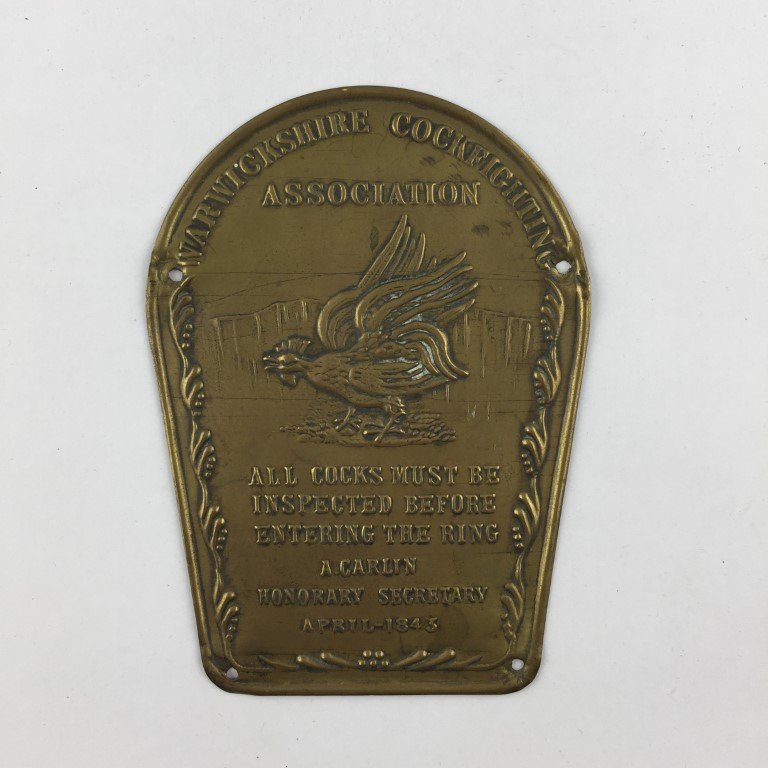 WARWICKSHIRE COCKFIGHTING
ASSOCIATION
ALL COCKS MUST BE
INSPECTED BEFORE
ENTERING THE RING
A. CARLIN
HONORARY SECRETARY
APRIL-1843